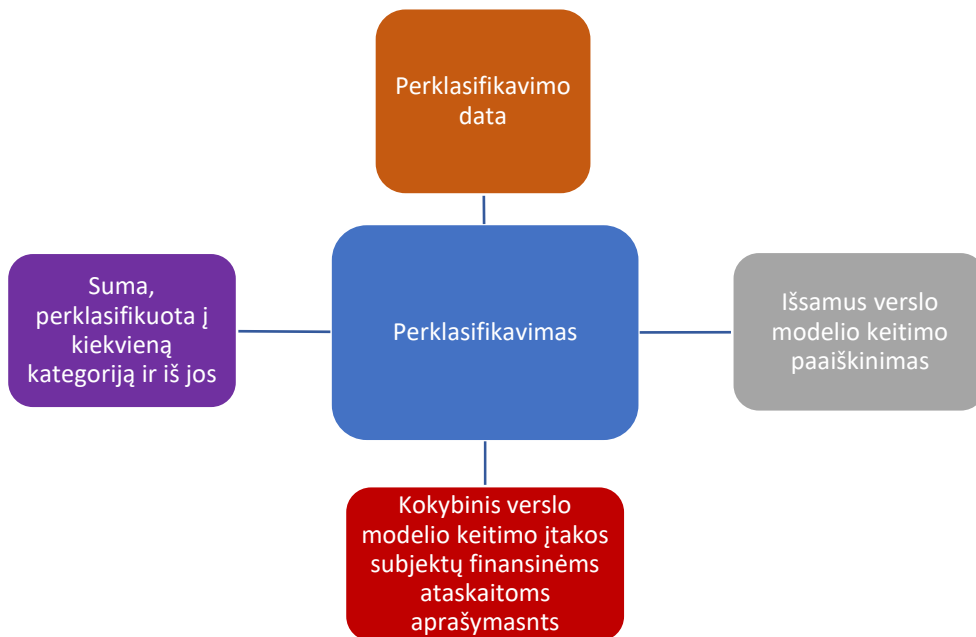 Perklasifikavimo
data
Suma,
perklasifikuota į
kiekvieną
kategoriją ir iš jos
Perklasifikavimas
Išsamus verslo
modelio keitimo
paaiškinimas
Kokybinis verslo
modelio keitimo įtakos
subjektų finansinėms
ataskaitoms
aprašymasnts